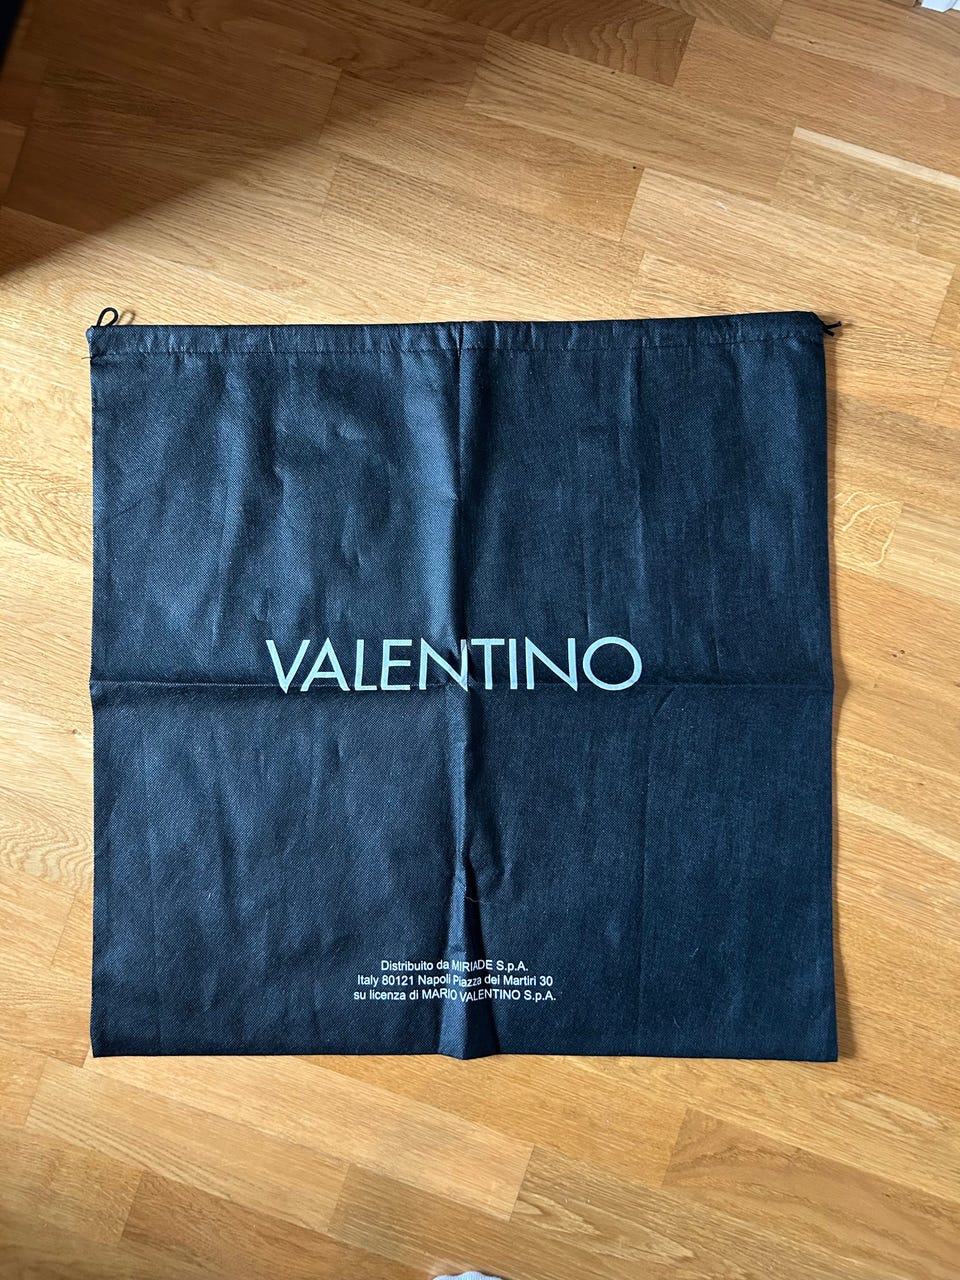 VALENTINO
Distribuito da MIRIADE S.p.A.
Italy 80121 Napoli Piazza dei Martiri 30
su licenza di MARIO VALENTINO S.p.A.